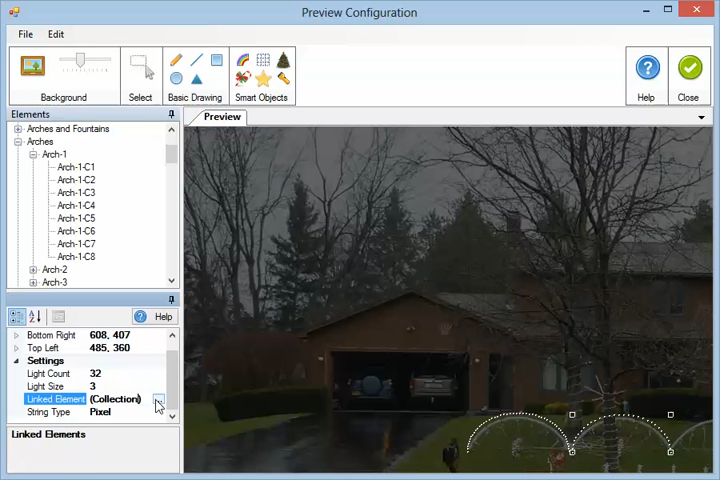 Preview Configuration
File Edit
Background Select Basic Drawing Smart Objects Help Close
Elements
Preview
Arches and Fountains
Arches
Arch-1
Arch-1-C1
Arch-1-C2
Arch-1-C3
Arch-1-C4
Arch-1-C5
Arch-1-C6
Arch-1-C7
Arch-1-C8
Arch-2
Arch-3
Help
Bottom Right 608, 407
Top Left 485, 360
Settings
Light Count 32
Light Size 3
Linked Element (Collection)
String Type Pixel
Linked Elements